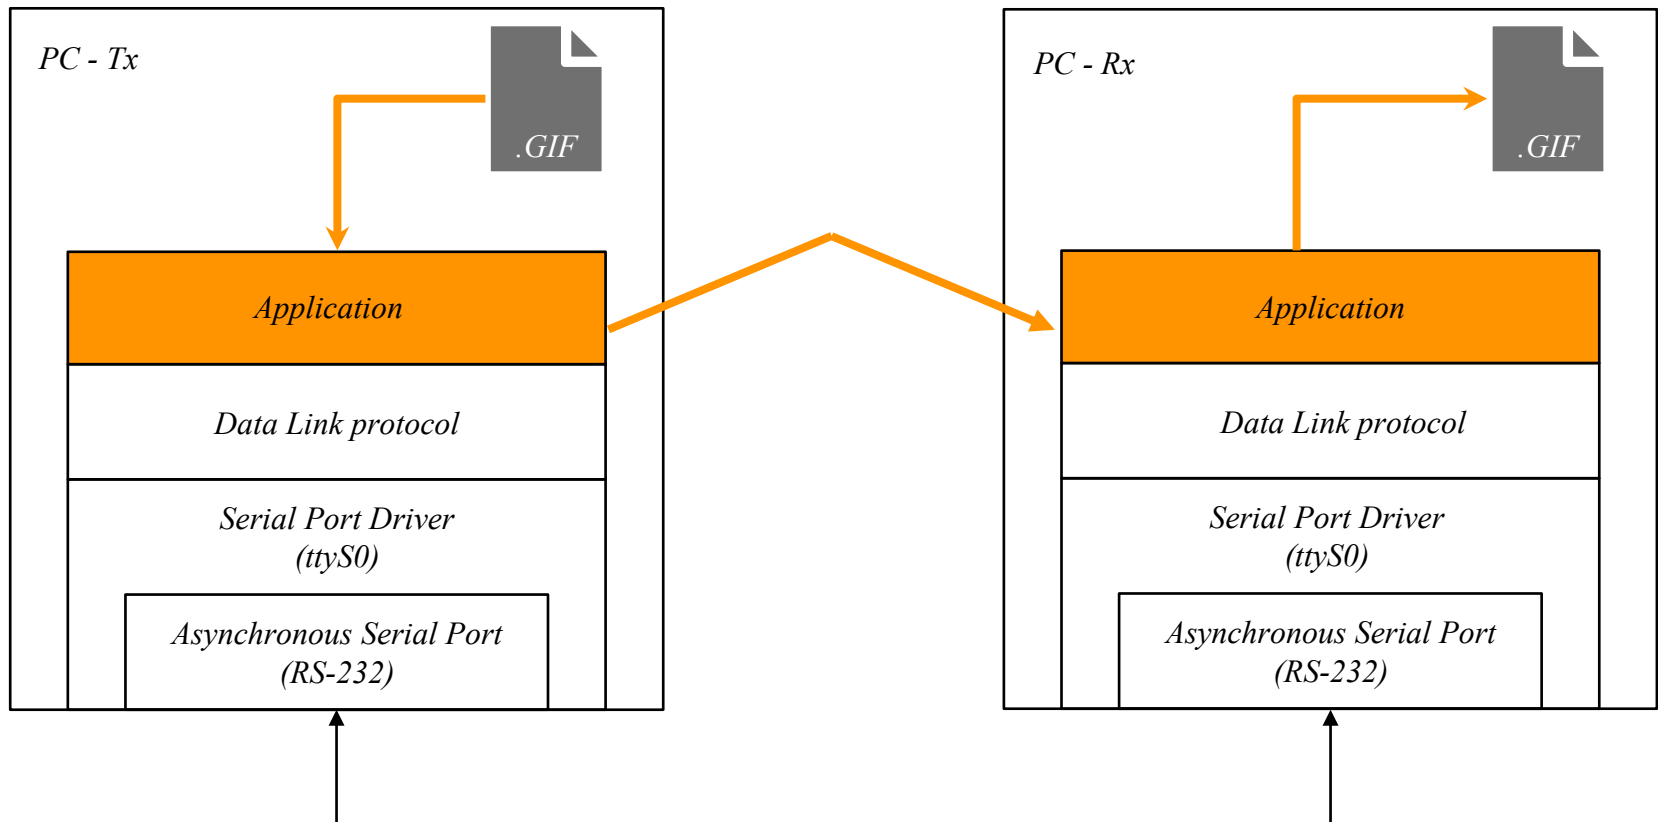 PC - Tx
.GIF
Application
Data Link protocol
Serial Port Driver
(ttyS0)
Asynchronous Serial Port
(RS-232)
PC - Rx
.GIF
Application
Data Link protocol
Serial Port Driver
(ttyS0)
Asynchronous Serial Port
(RS-232)